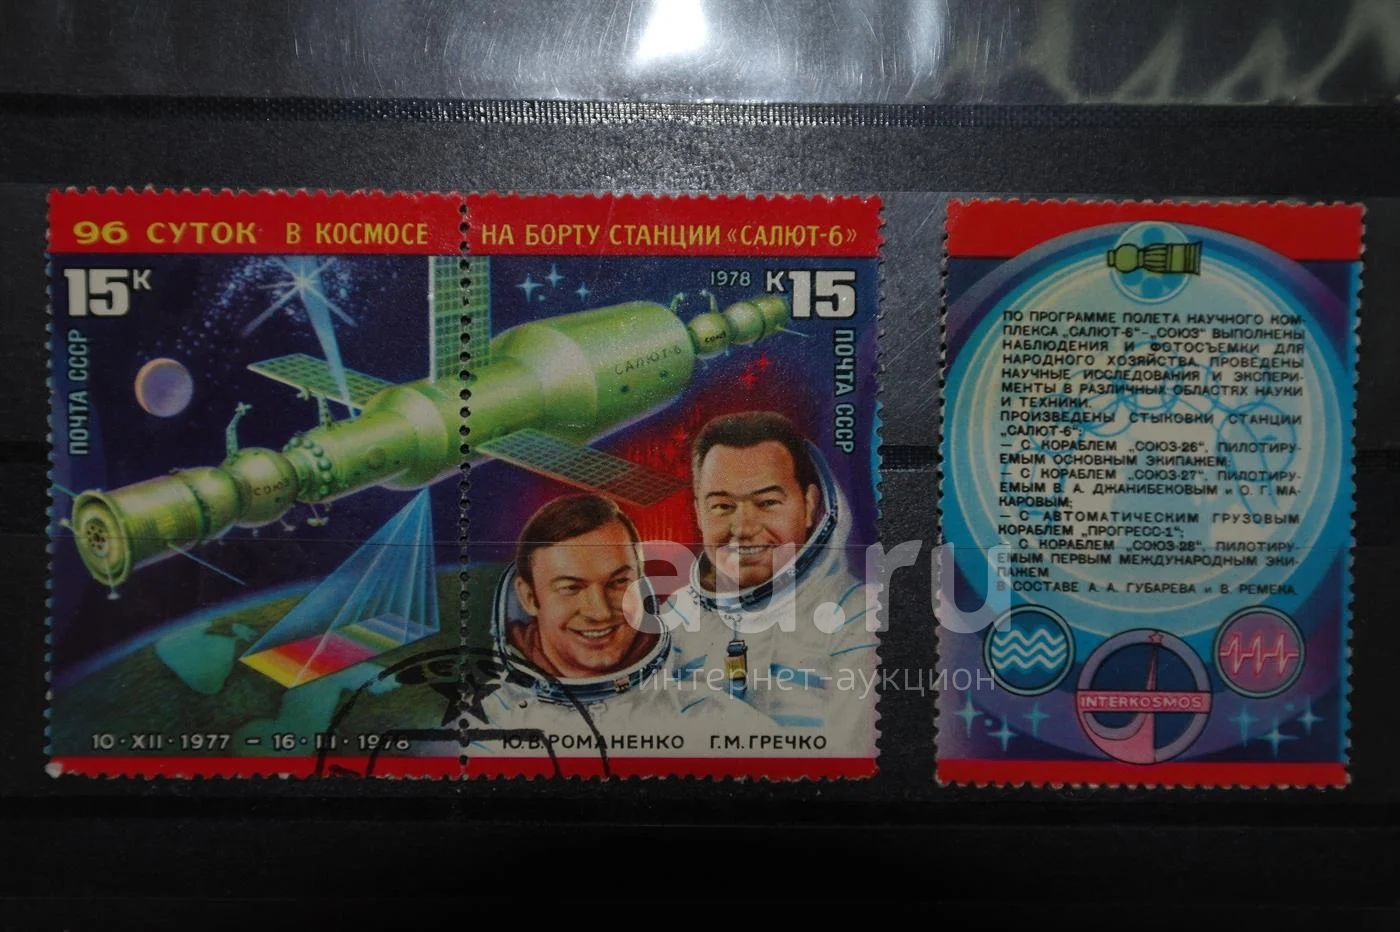 96 СУТОК В КОСМОСЕ
НА БОРТУ СТАНЦИИ «САЛЮТ-6»
15К
ПОЧТА СССР
1978
К15
ПОЧТА СССР
САЛЮТ-6
СОЮЗ
СОЮЗ
10·XII·1977 – 16·III·1978
Ю.В.РОМАНЕНКО Г.М.ГРЕЧКО
ПО ПРОГРАММЕ ПОЛЕТА НАУЧНОГО КОМ-
ПЛЕКСА „САЛЮТ-6"–„СОЮЗ" ВЫПОЛНЕНЫ
НАБЛЮДЕНИЯ И ФОТОСЪЕМКИ ДЛЯ
НАРОДНОГО ХОЗЯЙСТВА, ПРОВЕДЕНЫ
НАУЧНЫЕ ИССЛЕДОВАНИЯ И ЭКСПЕРИ-
МЕНТЫ В РАЗЛИЧНЫХ ОБЛАСТЯХ НАУКИ
И ТЕХНИКИ.
ПРОИЗВЕДЕНЫ СТЫКОВКИ СТАНЦИИ
„САЛЮТ-6":
– С КОРАБЛЕМ „СОЮЗ-26", ПИЛОТИРУ-
ЕМЫМ ОСНОВНЫМ ЭКИПАЖЕМ;
– С КОРАБЛЕМ „СОЮЗ-27", ПИЛОТИРУ-
ЕМЫМ В. А. ДЖАНИБЕКОВЫМ и О. Г. МА-
КАРОВЫМ;
– С АВТОМАТИЧЕСКИМ ГРУЗОВЫМ
КОРАБЛЕМ „ПРОГРЕСС-1";
– С КОРАБЛЕМ „СОЮЗ-28", ПИЛОТИРУ-
ЕМЫМ ПЕРВЫМ МЕЖДУНАРОДНЫМ ЭКИ-
ПАЖЕМ
В СОСТАВЕ А. А. ГУБАРЕВА и В. РЕМЕКА.
INTERKOSMOS
au.ru
интернет-аукцион